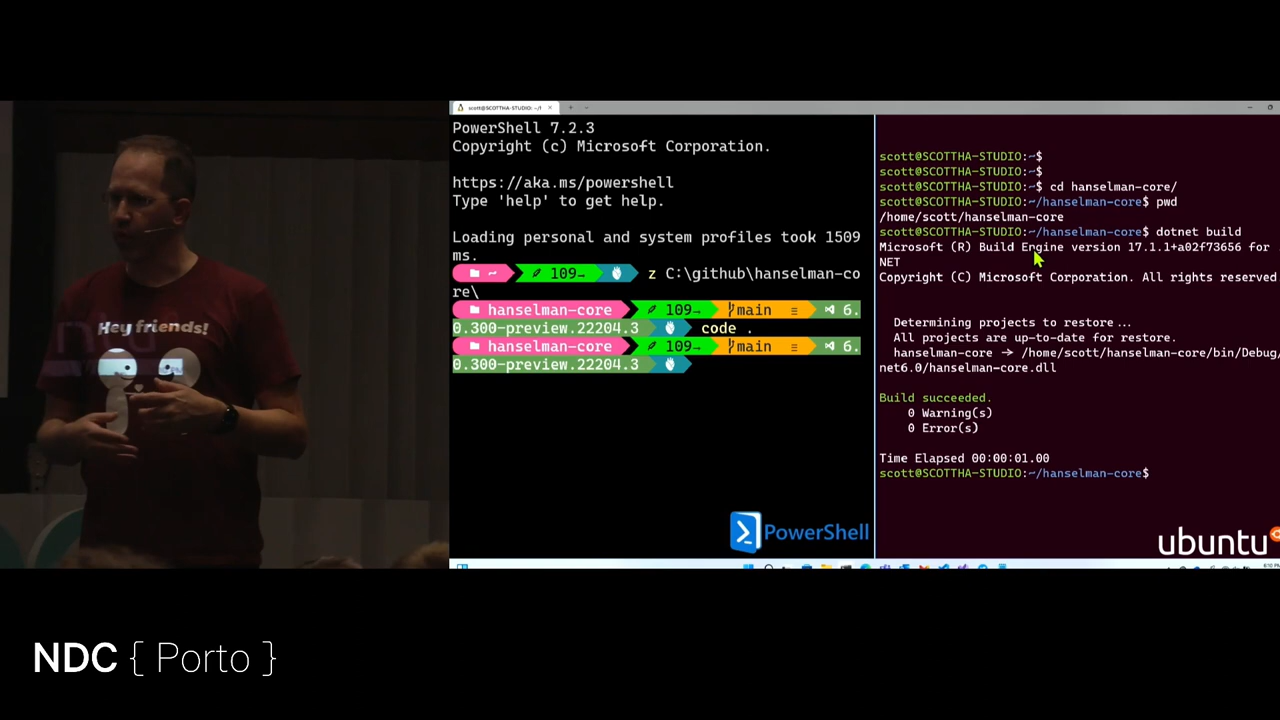 Hey friends!
scott@SCOTTHA-STUDIO: ~/
PowerShell 7.2.3
Copyright (c) Microsoft Corporation.
https://aka.ms/powershell
Type 'help' to get help.
Loading personal and system profiles took 1509
ms.
~ 109→ z C:\github\hanselman-co
re\
hanselman-core 109→ main ≡ 6.
0.300-preview.22204.3 code .
hanselman-core 109→ main ≡ 6.
0.300-preview.22204.3
PowerShell
scott@SCOTTHA-STUDIO:~$
scott@SCOTTHA-STUDIO:~$
scott@SCOTTHA-STUDIO:~$ cd hanselman-core/
scott@SCOTTHA-STUDIO:~/hanselman-core$ pwd
/home/scott/hanselman-core
scott@SCOTTHA-STUDIO:~/hanselman-core$ dotnet build
Microsoft (R) Build Engine version 17.1.1+a02f73656 for
NET
Copyright (C) Microsoft Corporation. All rights reserved
Determining projects to restore...
All projects are up-to-date for restore.
hanselman-core → /home/scott/hanselman-core/bin/Debug/
net6.0/hanselman-core.dll
Build succeeded.
0 Warning(s)
0 Error(s)
Time Elapsed 00:00:01.00
scott@SCOTTHA-STUDIO:~/hanselman-core$
ubuntu
NDC { Porto }